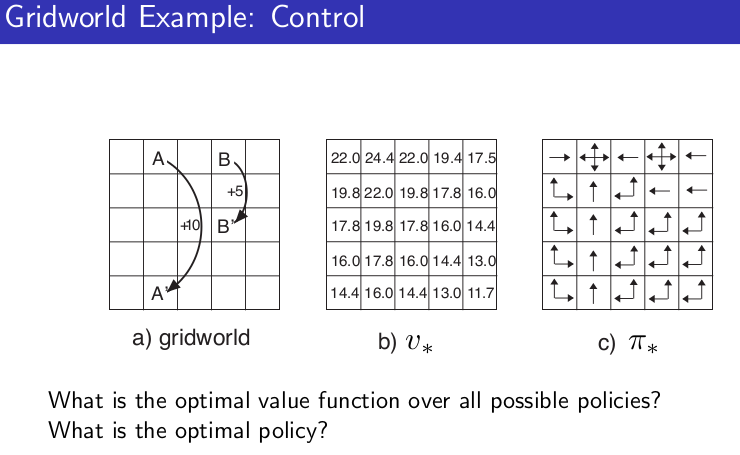 Gridworld Example: Control
A B
+5
+10 B'
A'
22.0 24.4 22.0 19.4 17.5
19.8 22.0 19.8 17.8 16.0
17.8 19.8 17.8 16.0 14.4
16.0 17.8 16.0 14.4 13.0
14.4 16.0 14.4 13.0 11.7
a) gridworld b) v* c) π*
What is the optimal value function over all possible policies?
What is the optimal policy?